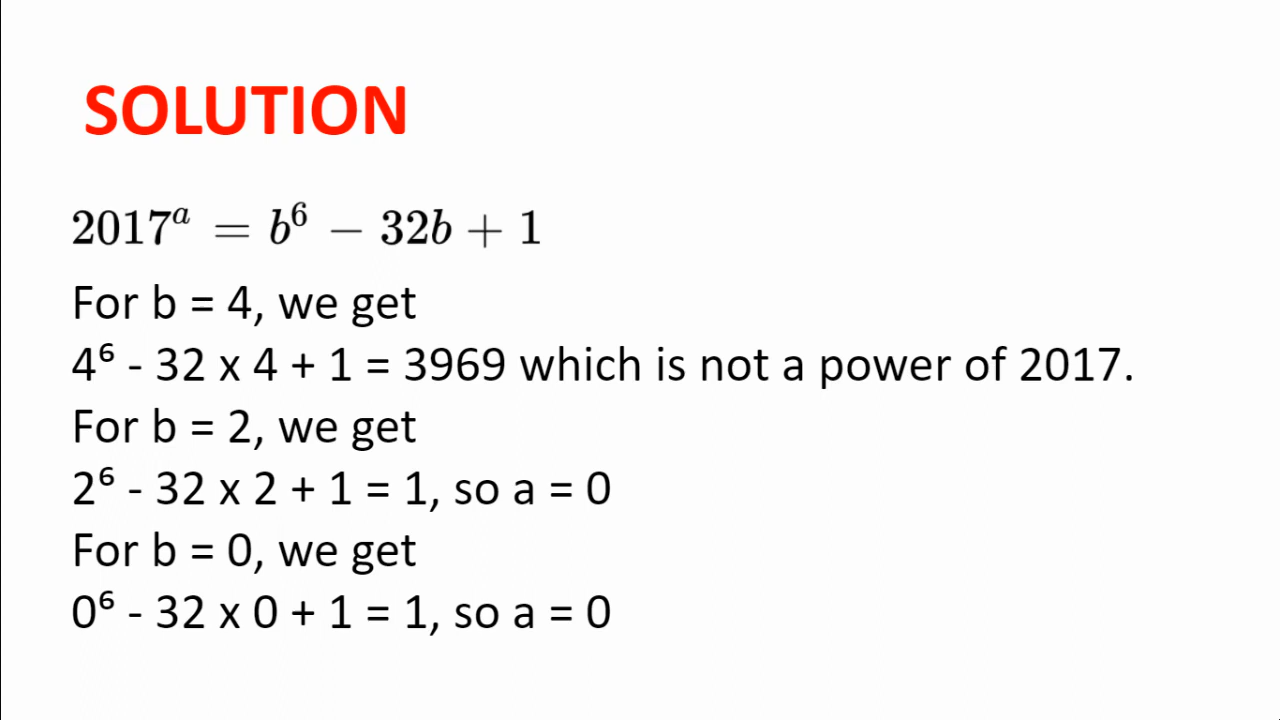 SOLUTION
2017ᵃ = b⁶ − 32b + 1
For b = 4, we get
4⁶ - 32 x 4 + 1 = 3969 which is not a power of 2017.
For b = 2, we get
2⁶ - 32 x 2 + 1 = 1, so a = 0
For b = 0, we get
0⁶ - 32 x 0 + 1 = 1, so a = 0